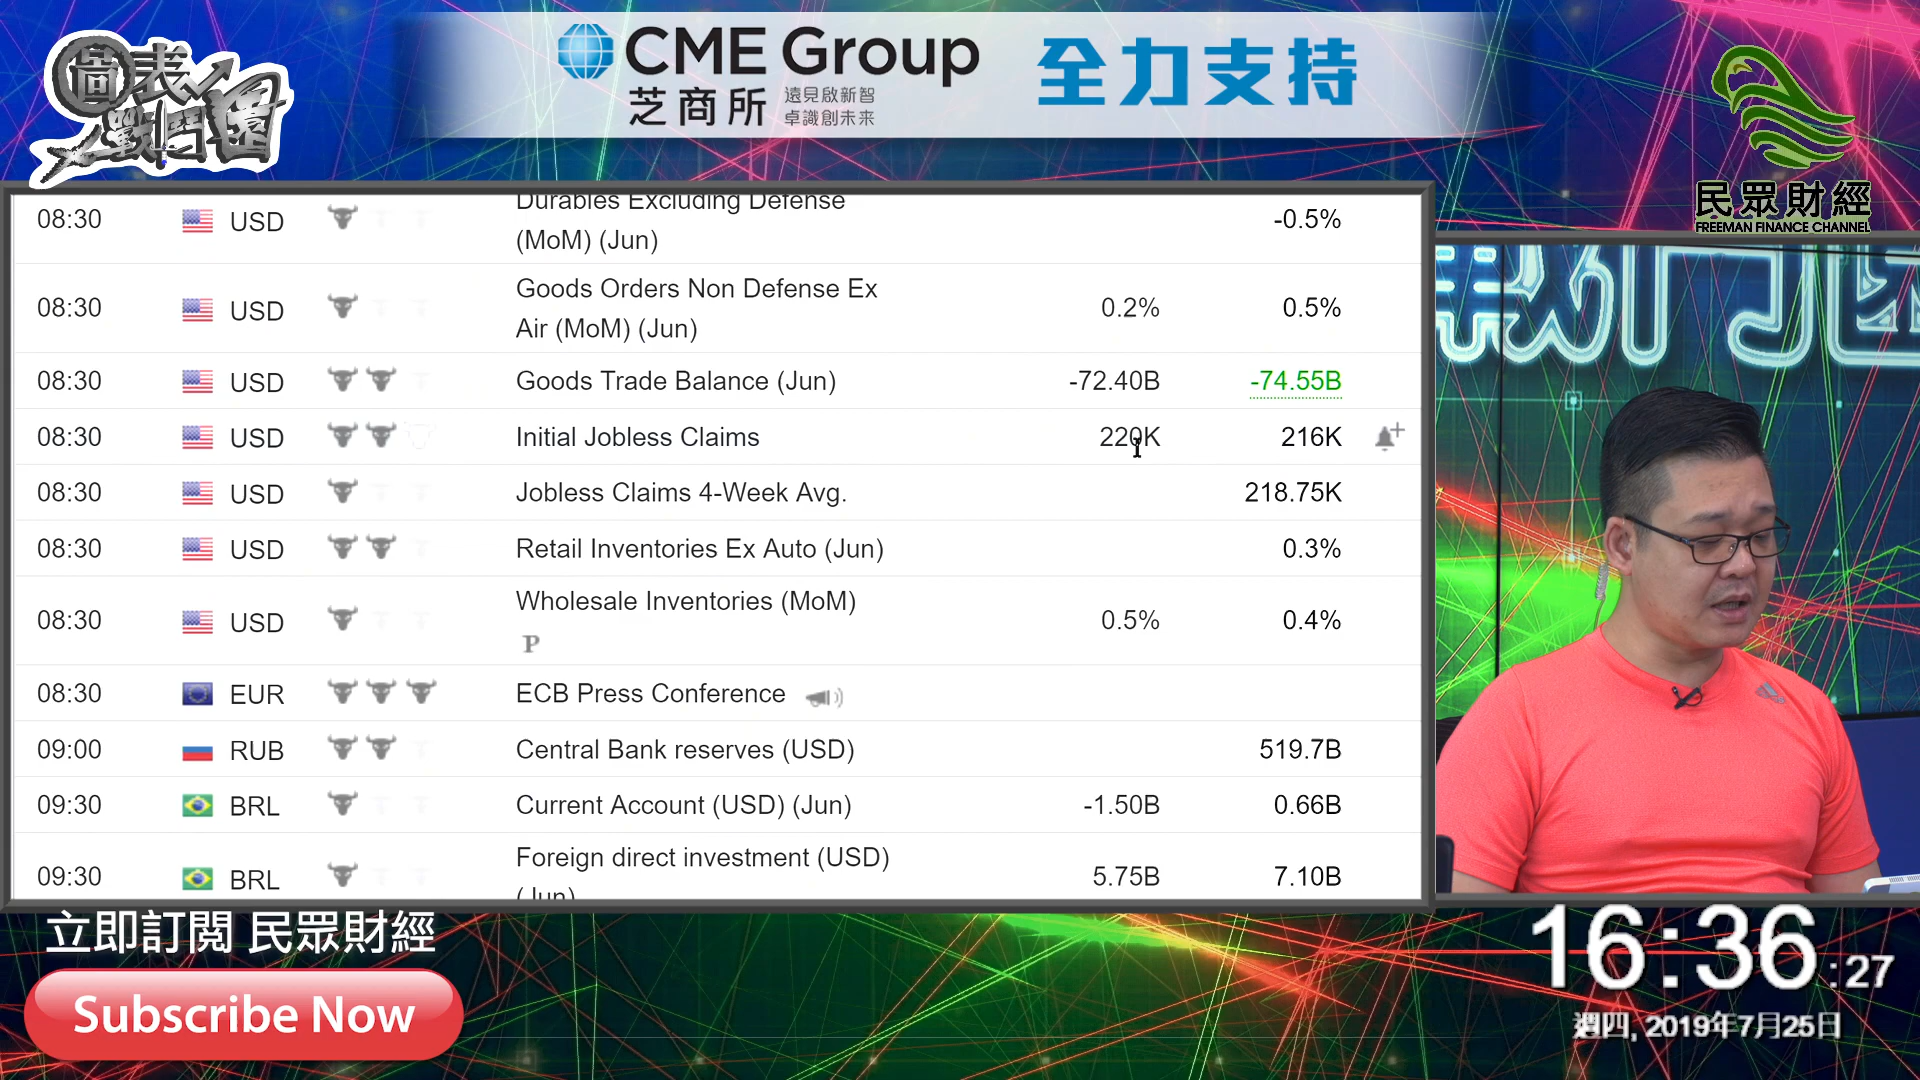 圖表
戰鬥園
CME Group
芝商所
遠見啟新智
卓識創未來
全力支持
民眾財經
FREEMAN FINANCE CHANNEL
08:30 USD Durables Excluding Defense
(MoM) (Jun) -0.5%
08:30 USD Goods Orders Non Defense Ex
Air (MoM) (Jun) 0.2% 0.5%
08:30 USD Goods Trade Balance (Jun) -72.40B -74.55B
08:30 USD Initial Jobless Claims 220K 216K
08:30 USD Jobless Claims 4-Week Avg. 218.75K
08:30 USD Retail Inventories Ex Auto (Jun) 0.3%
08:30 USD Wholesale Inventories (MoM) 0.5% 0.4%
P
08:30 EUR ECB Press Conference
09:00 RUB Central Bank reserves (USD) 519.7B
09:30 BRL Current Account (USD) (Jun) -1.50B 0.66B
09:30 BRL Foreign direct investment (USD)
(Jun) 5.75B 7.10B
立即訂閱 民眾財經
Subscribe Now
16:36:27
週四, 2019年7月25日